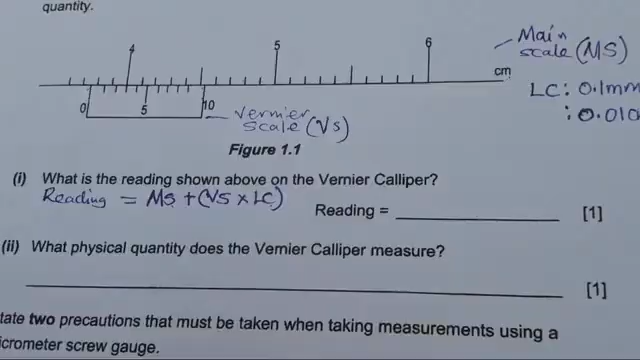 quantity.
4 5 6
Main
scale (MS)
cm
LC: 0.1mm
: 0.010
0 5 10
Vernier
scale (VS)
Figure 1.1
(i) What is the reading shown above on the Vernier Calliper?
Reading = MS + (VS x LC)
Reading = [1]
(ii) What physical quantity does the Vernier Calliper measure?
[1]
tate two precautions that must be taken when taking measurements using a
icrometer screw gauge.